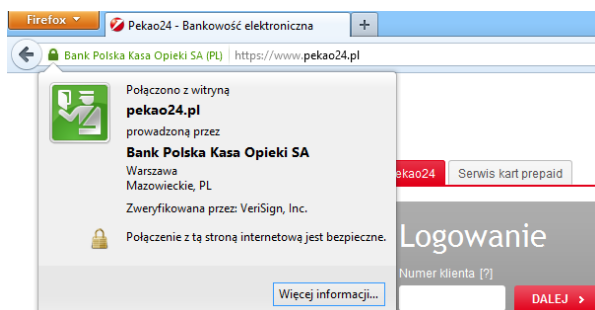 Firefox
Pekao24 - Bankowość elektroniczna
Bank Polska Kasa Opieki SA (PL) https://www.pekao24.pl
Połączono z witryną
pekao24.pl
prowadzoną przez
Bank Polska Kasa Opieki SA
Warszawa
Mazowieckie, PL
Zweryfikowana przez: VeriSign, Inc.
Połączenie z tą stroną internetową jest bezpieczne.
Więcej informacji...
ekao24 Serwis kart prepaid
Logowanie
Numer klienta [?]
DALEJ >